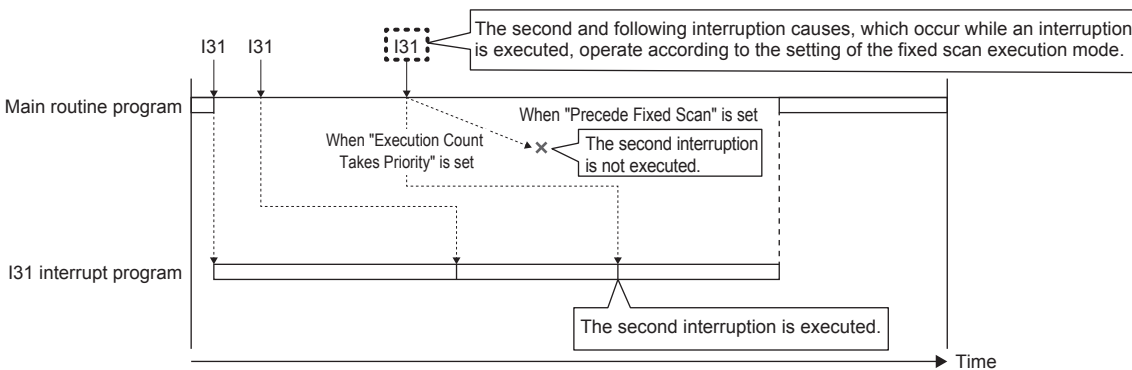 The second and following interruption causes, which occur while an interruption
is executed, operate according to the setting of the fixed scan execution mode.
I31 I31 I31
Main routine program
When "Precede Fixed Scan" is set
When "Execution Count
Takes Priority" is set
The second interruption
is not executed.
I31 interrupt program
The second interruption is executed.
Time